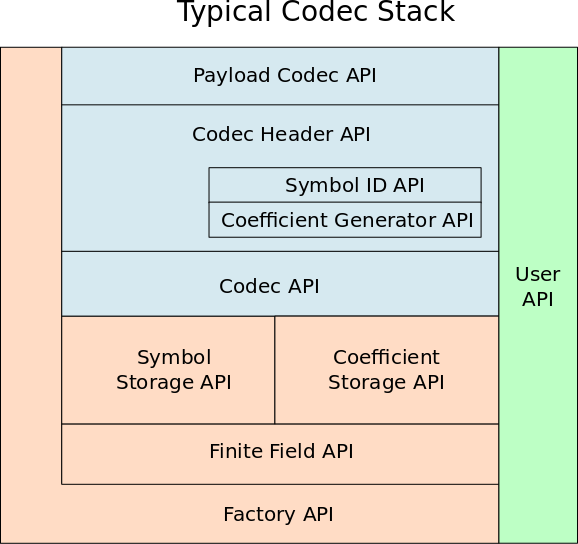 Typical Codec Stack
Payload Codec API
Codec Header API
Symbol ID API
Coefficient Generator API
Codec API
User
API
Symbol
Storage API
Coefficient
Storage API
Finite Field API
Factory API